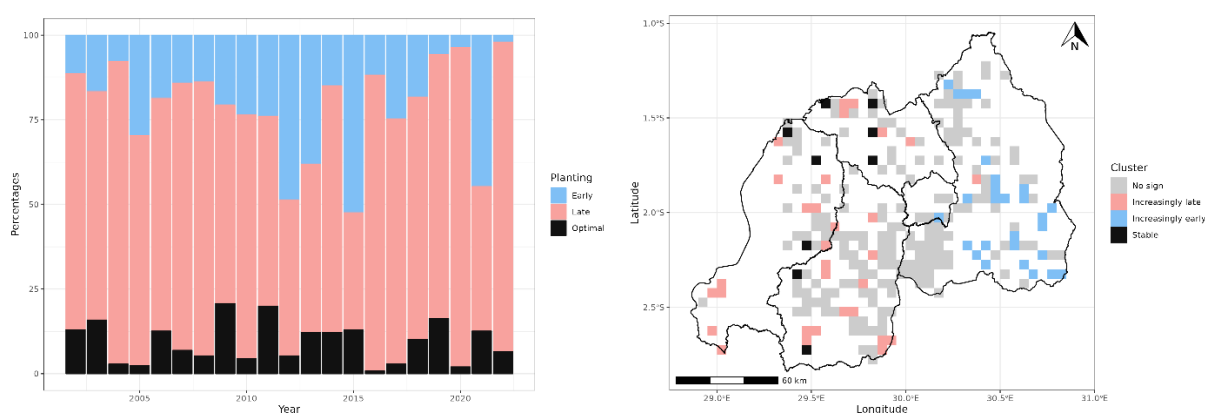 100
75
50
25
0
Percentages
2005
2010
2015
2020
Year
Planting
Early
Late
Optimal
1.0°S
1.5°S
2.0°S
2.5°S
Latitude
N
60 km
29.0°E
29.5°E
30.0°E
30.5°E
31.0°E
Longitude
Cluster
No sign
Increasingly late
Increasingly early
Stable